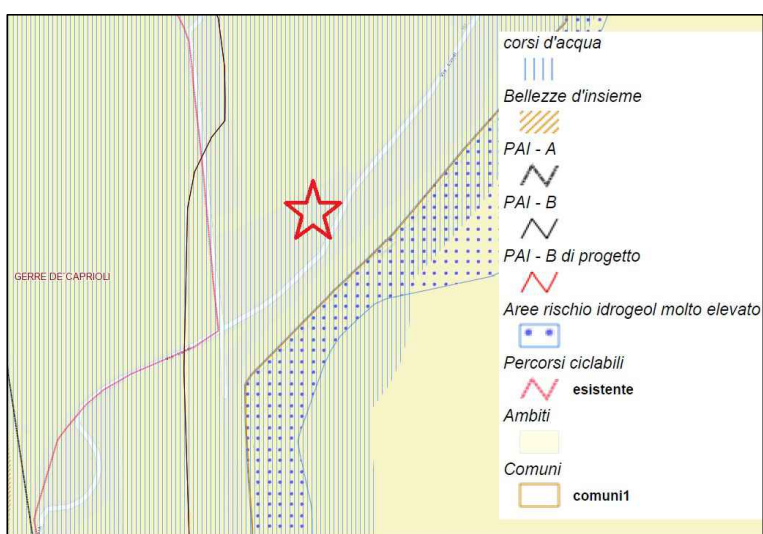 corsi d'acqua
Bellezze d'insieme
PAI - A
PAI - B
PAI - B di progetto
Aree rischio idrogeol molto elevato
Percorsi ciclabili
esistente
Ambiti
Comuni
comuni1
GERRE DE' CAPRIOLI